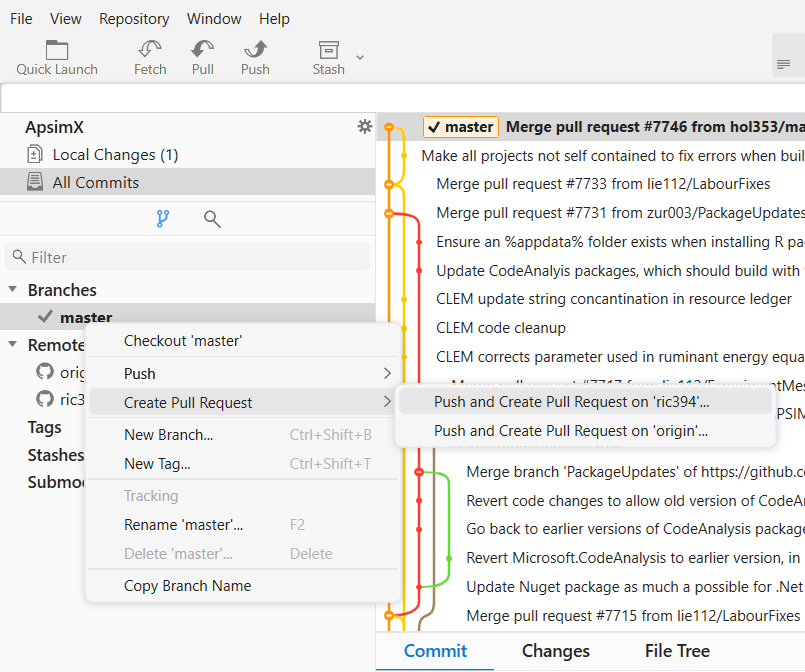 File View Repository Window Help
Quick Launch Fetch Pull Push Stash
ApsimX
Local Changes (1)
All Commits
Filter
Branches
master
Remote
orig
ric3
Tags
Stashes
Submo
Checkout 'master'
Push
Create Pull Request
New Branch... Ctrl+Shift+B
New Tag... Ctrl+Shift+T
Tracking
Rename 'master'... F2
Delete 'master'... Delete
Copy Branch Name
Push and Create Pull Request on 'ric394'...
Push and Create Pull Request on 'origin'...
master Merge pull request #7746 from hol353/ma
Make all projects not self contained to fix errors when buil
Merge pull request #7733 from lie112/LabourFixes
Merge pull request #7731 from zur003/PackageUpdates
Ensure an %appdata% folder exists when installing R pa
Update CodeAnalyis packages, which should build with
CLEM update string concantination in resource ledger
CLEM code cleanup
CLEM corrects parameter used in ruminant energy equa
Merge pull request #7717 from lie112/ExperimentMes
PSIM
Merge branch 'PackageUpdates' of https://github.c
Revert code changes to allow old version of CodeAn
Go back to earlier versions of CodeAnalysis package
Revert Microsoft.CodeAnalysis to earlier version, in
Update Nuget package as much a possible for .Net
Merge pull request #7715 from lie112/LabourFixes
Commit Changes File Tree